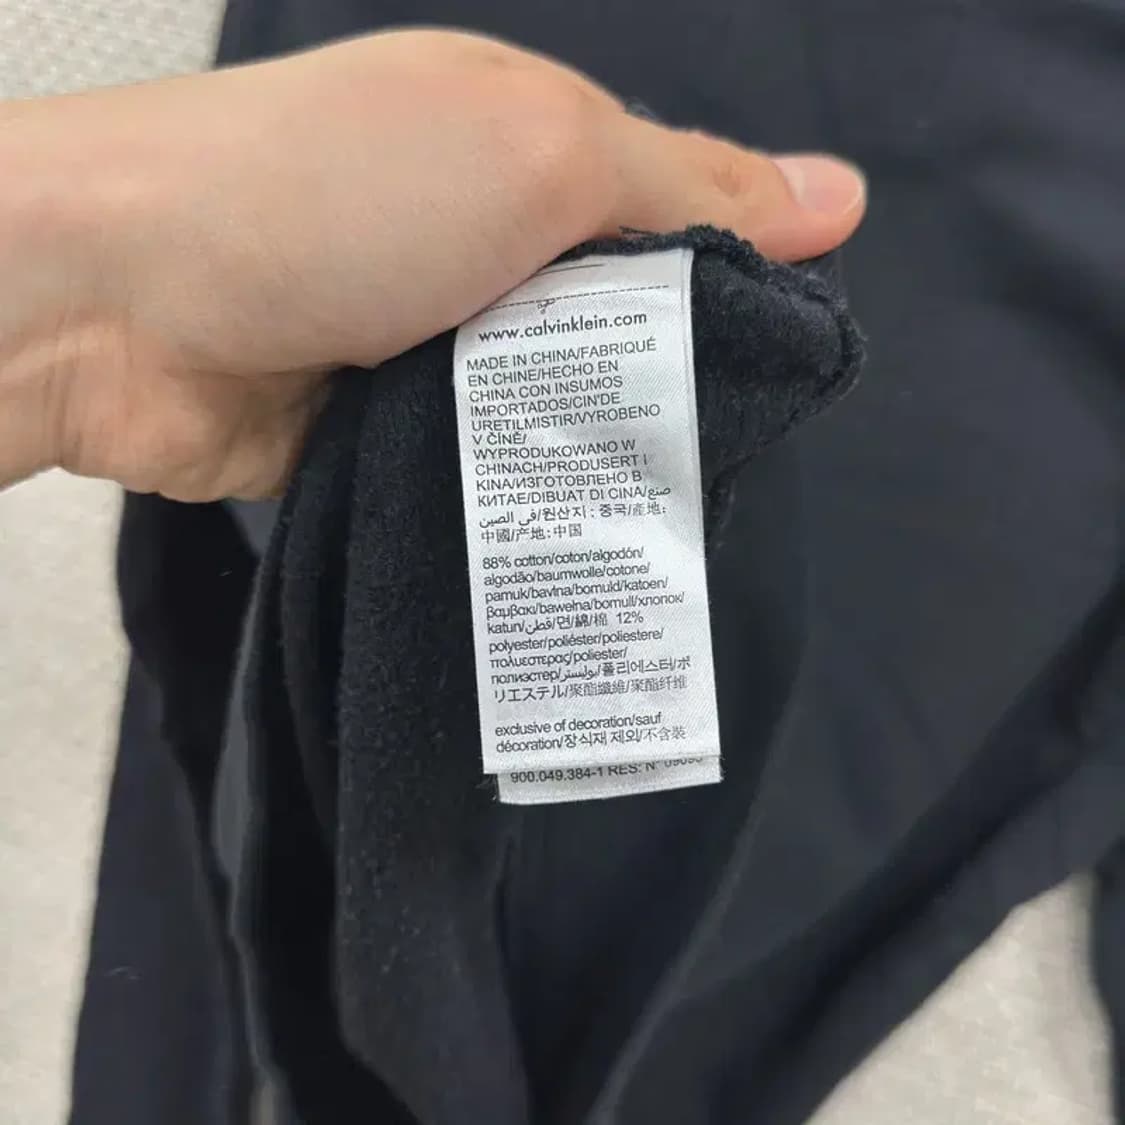 www.calvinklein.com
MADE IN CHINA/FABRIQUÉ
EN CHINE/HECHO EN
CHINA CON INSUMOS
IMPORTADOS/CIN'DE
URETILMISTIR/VYROBENO
V ČÍNĚ/
WYPRODUKOWANO W
CHINACH/PRODUSERT I
KINA/ИЗГОТОВЛЕНО В
КИТАЕ/DIBUAT DI CINA/صنع
في الصين/원산지 : 중국/產地:
中國/产地:中国
88% cotton/coton/algodón/
algodão/baumwolle/cotone/
pamuk/bavlna/bomuld/katoen/
βαμβακι/bawełna/bomull/хлопок/
katun/قطن/면/綿/棉 12%
polyester/poliéster/poliestere/
πολυεστερας/poliester/
полиэстер/بوليستر/폴리에스터/ポ
リエステル/聚酯纖維/聚酯纤维
exclusive of decoration/sauf
décoration/장식재 제외/不含裝
900.049.384-1 RES: N°